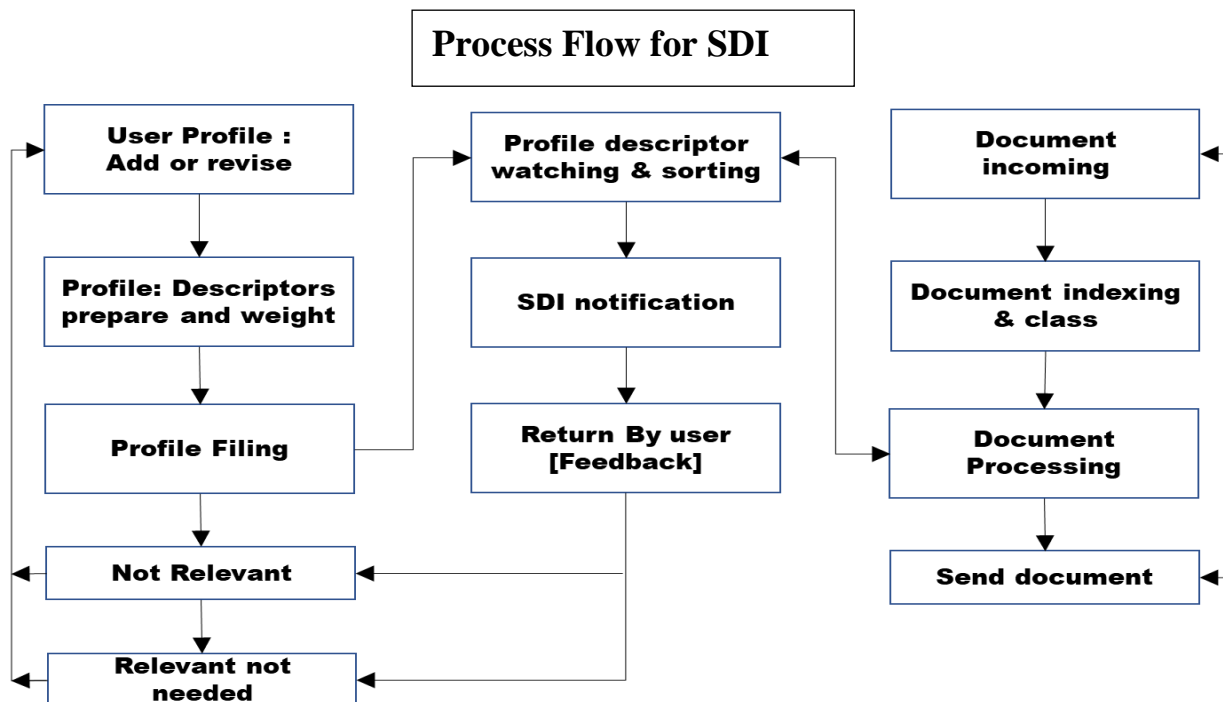 Process Flow for SDI
User Profile :
Add or revise
Profile: Descriptors
prepare and weight
Profile Filing
Not Relevant
Relevant not
needed
Profile descriptor
watching & sorting
SDI notification
Return By user
[Feedback]
Document
incoming
Document indexing
& class
Document
Processing
Send document